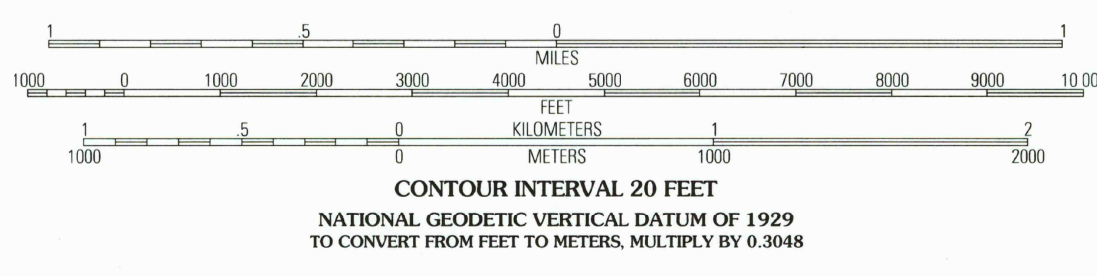 1 .5 0 1
MILES
1000 0 1000 2000 3000 4000 5000 6000 7000 8000 9000 10 00
FEET
1 .5 0 KILOMETERS 1 2
1000 0 METERS 1000 2000
CONTOUR INTERVAL 20 FEET
NATIONAL GEODETIC VERTICAL DATUM OF 1929
TO CONVERT FROM FEET TO METERS, MULTIPLY BY 0.3048